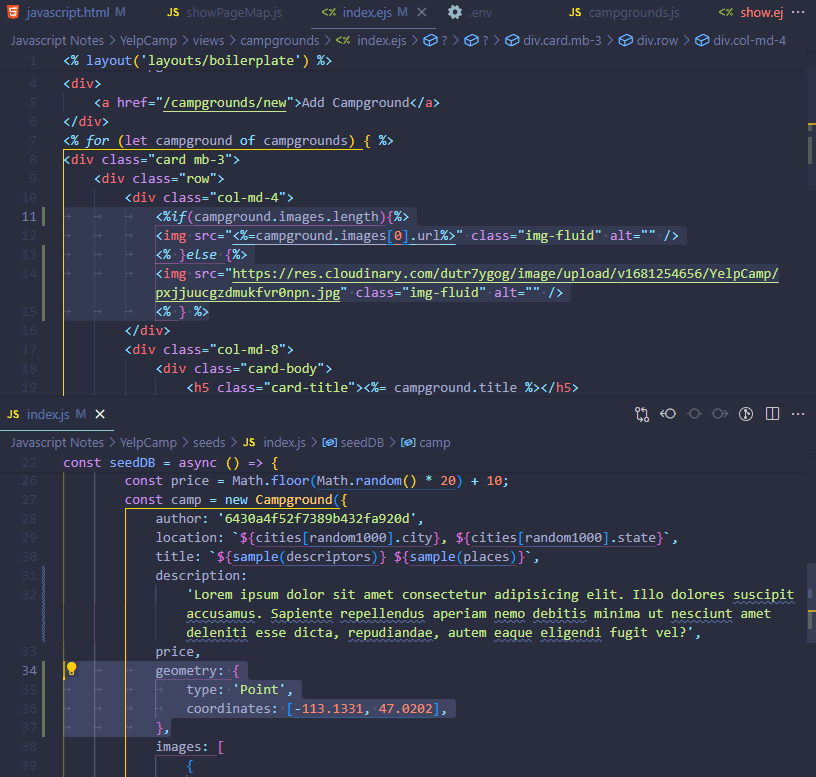 javascript.html M JS showPageMap.js <% index.ejs M .env JS campgrounds.js <% show.ej ...
Javascript Notes > YelpCamp > views > campgrounds > <% index.ejs > ? > ? > div.card.mb-3 > div.row > div.col-md-4
1 <% layout('layouts/boilerplate') %>
4 <div>
5 <a href="/campgrounds/new">Add Campground</a>
6 </div>
7 <% for (let campground of campgrounds) { %>
8 <div class="card mb-3">
9 <div class="row">
10 <div class="col-md-4">
11 <%if(campground.images.length){%>
12 <img src="<%=campground.images[0].url%>" class="img-fluid" alt="" />
13 <% }else {%>
14 <img src="https://res.cloudinary.com/dutr7ygog/image/upload/v1681254656/YelpCamp/
pxjjuucgzdmukfvr0npn.jpg" class="img-fluid" alt="" />
15 <% } %>
16 </div>
17 <div class="col-md-8">
18 <div class="card-body">
19 <h5 class="card-title"><%= campground.title %></h5>
JS index.js M
Javascript Notes > YelpCamp > seeds > JS index.js > seedDB > camp
22 const seedDB = async () => {
26 const price = Math.floor(Math.random() * 20) + 10;
27 const camp = new Campground({
28 author: '6430a4f52f7389b432fa920d',
29 location: `${cities[random1000].city}, ${cities[random1000].state}`,
30 title: `${sample(descriptors)} ${sample(places)}`,
31 description:
32 'Lorem ipsum dolor sit amet consectetur adipisicing elit. Illo dolores suscipit
accusamus. Sapiente repellendus aperiam nemo debitis minima ut nesciunt amet
deleniti esse dicta, repudiandae, autem eaque eligendi fugit vel?',
33 price,
34 geometry: {
35 type: 'Point',
36 coordinates: [-113.1331, 47.0202],
37 },
38 images: [
39 {